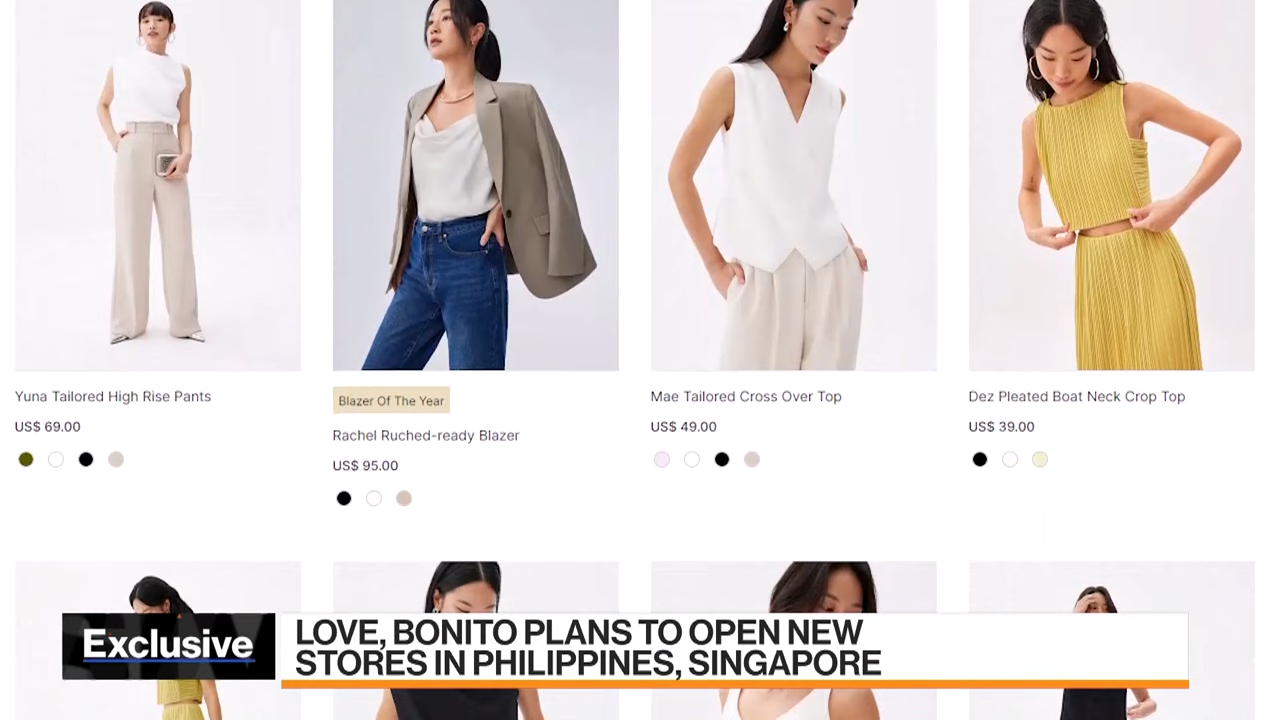 Yuna Tailored High Rise Pants
US$ 69.00
Blazer Of The Year
Rachel Ruched-ready Blazer
US$ 95.00
Mae Tailored Cross Over Top
US$ 49.00
Dez Pleated Boat Neck Crop Top
US$ 39.00
Exclusive
LOVE, BONITO PLANS TO OPEN NEW
STORES IN PHILIPPINES, SINGAPORE